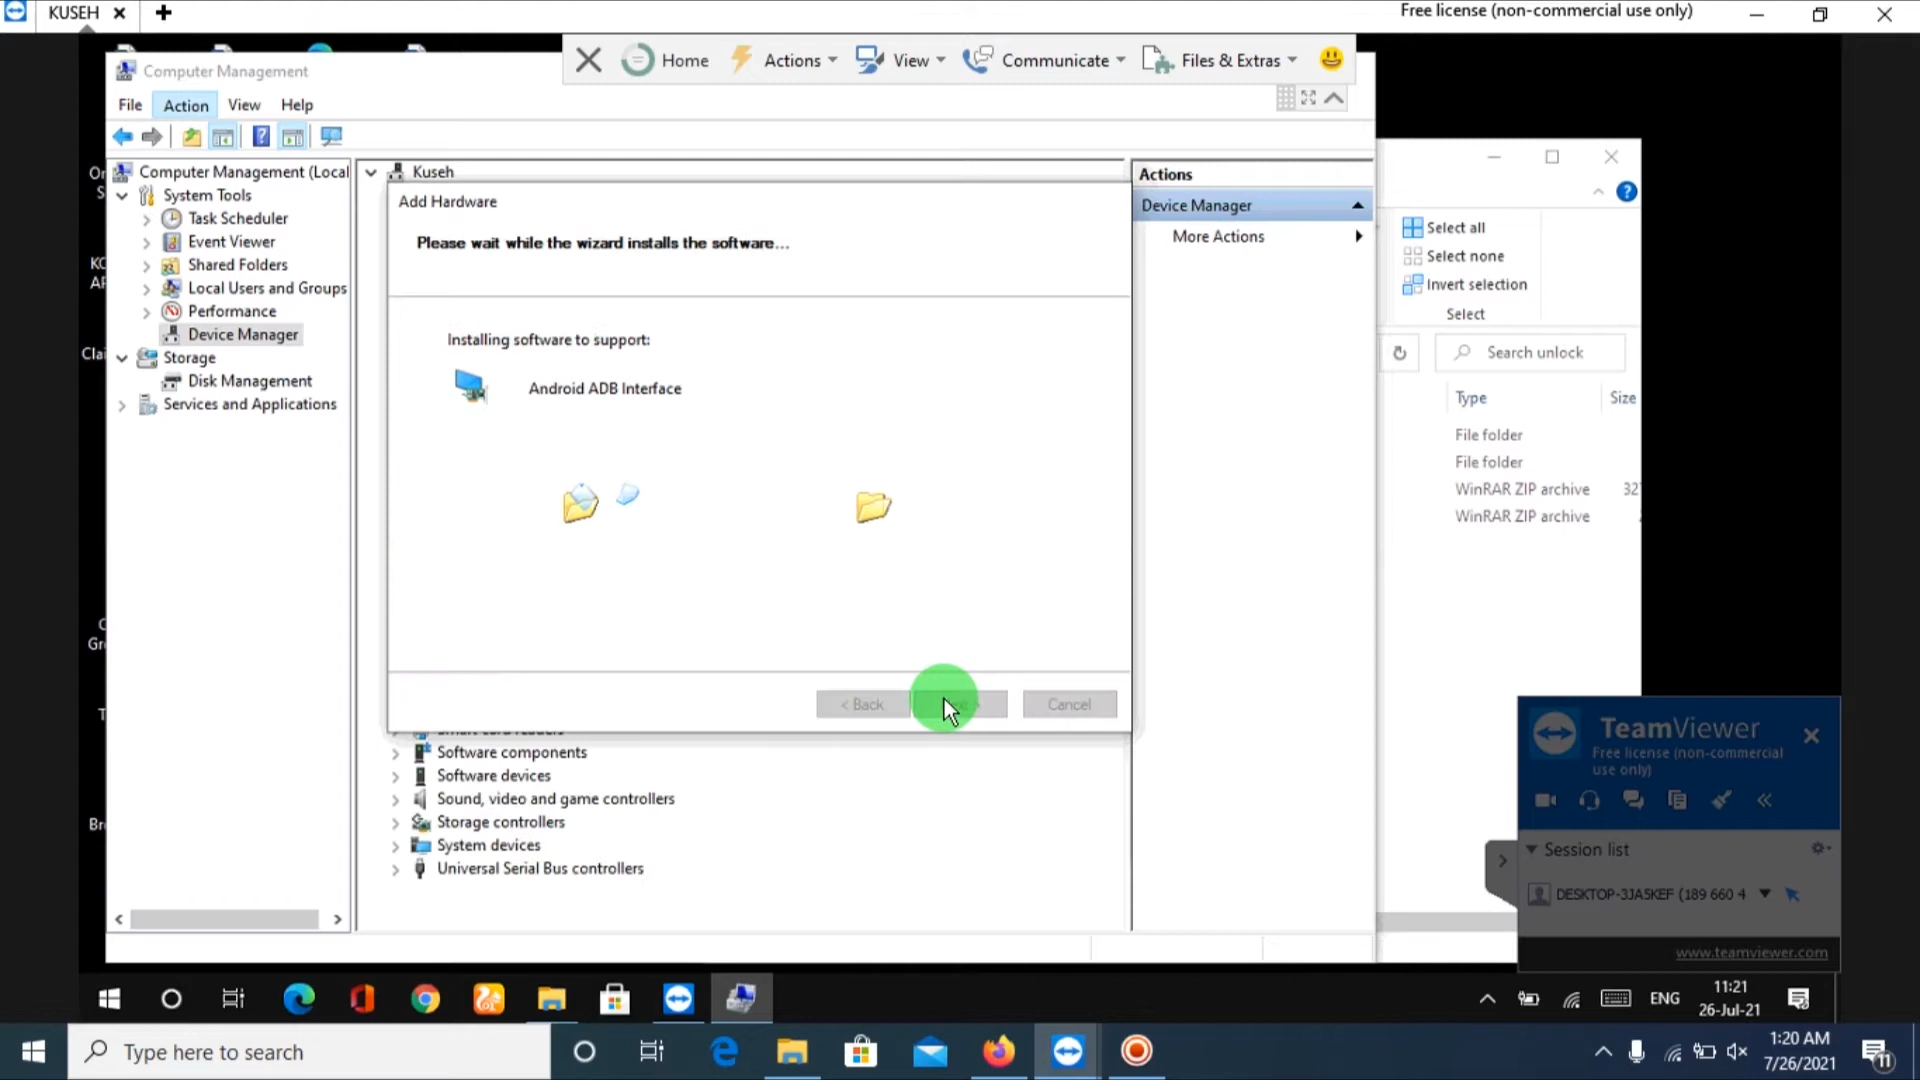 KUSEH
Free license (non-commercial use only)
Computer Management
Home
Actions
View
Communicate
Files & Extras
File
Action
View
Help
Computer Management (Local
System Tools
Task Scheduler
Event Viewer
Shared Folders
Local Users and Groups
Performance
Device Manager
Storage
Disk Management
Services and Applications
Kuseh
Add Hardware
Please wait while the wizard installs the software...
Installing software to support:
Android ADB Interface
< Back
Cancel
Software components
Software devices
Sound, video and game controllers
Storage controllers
System devices
Universal Serial Bus controllers
Actions
Device Manager
More Actions
Select all
Select none
Invert selection
Select
Search unlock
Type
Size
File folder
File folder
WinRAR ZIP archive
WinRAR ZIP archive
TeamViewer
Free license (non-commercial
use only)
Session list
DESKTOP-3JA5KEF (189 660 4
www.teamviewer.com
ENG
11:21
26-Jul-21
Type here to search
1:20 AM
7/26/2021
11